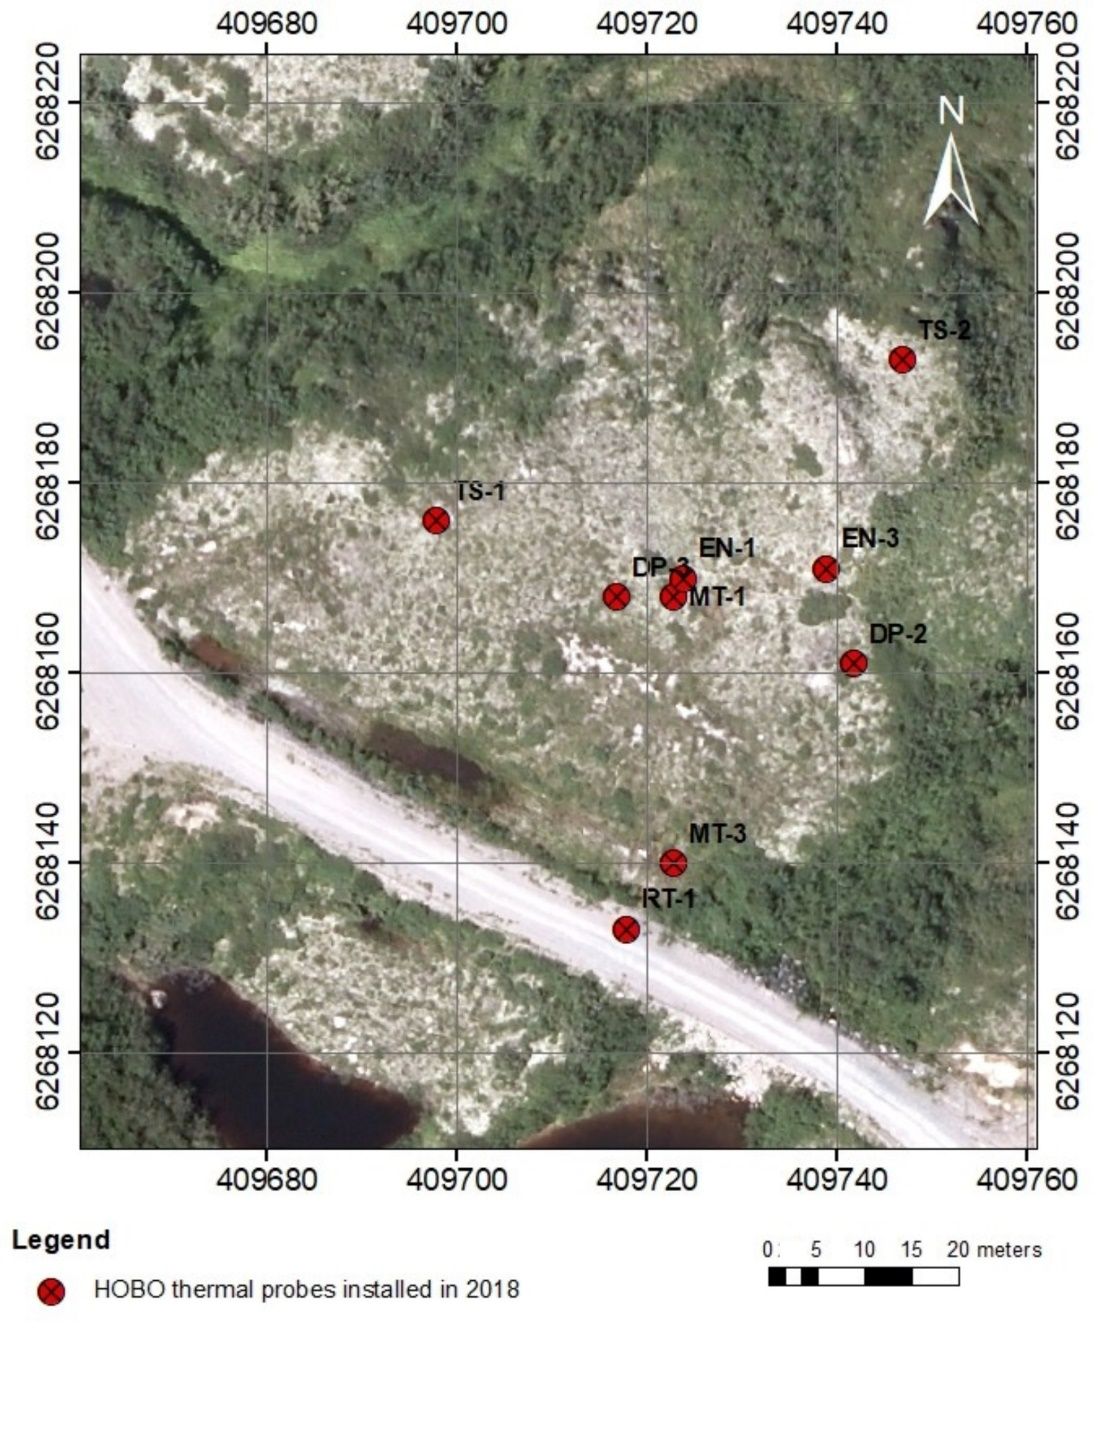 409680 409700 409720 409740 409760
6268220 6268220
N
6268200 6268200
TS-2
6268180 6268180
TS-1
EN-3
EN-1
DP-3
MT-1
DP-2
6268160 6268160
MT-3
6268140 6268140
RT-1
6268120 6268120
409680 409700 409720 409740 409760
Legend
0 5 10 15 20 meters
HOBO thermal probes installed in 2018